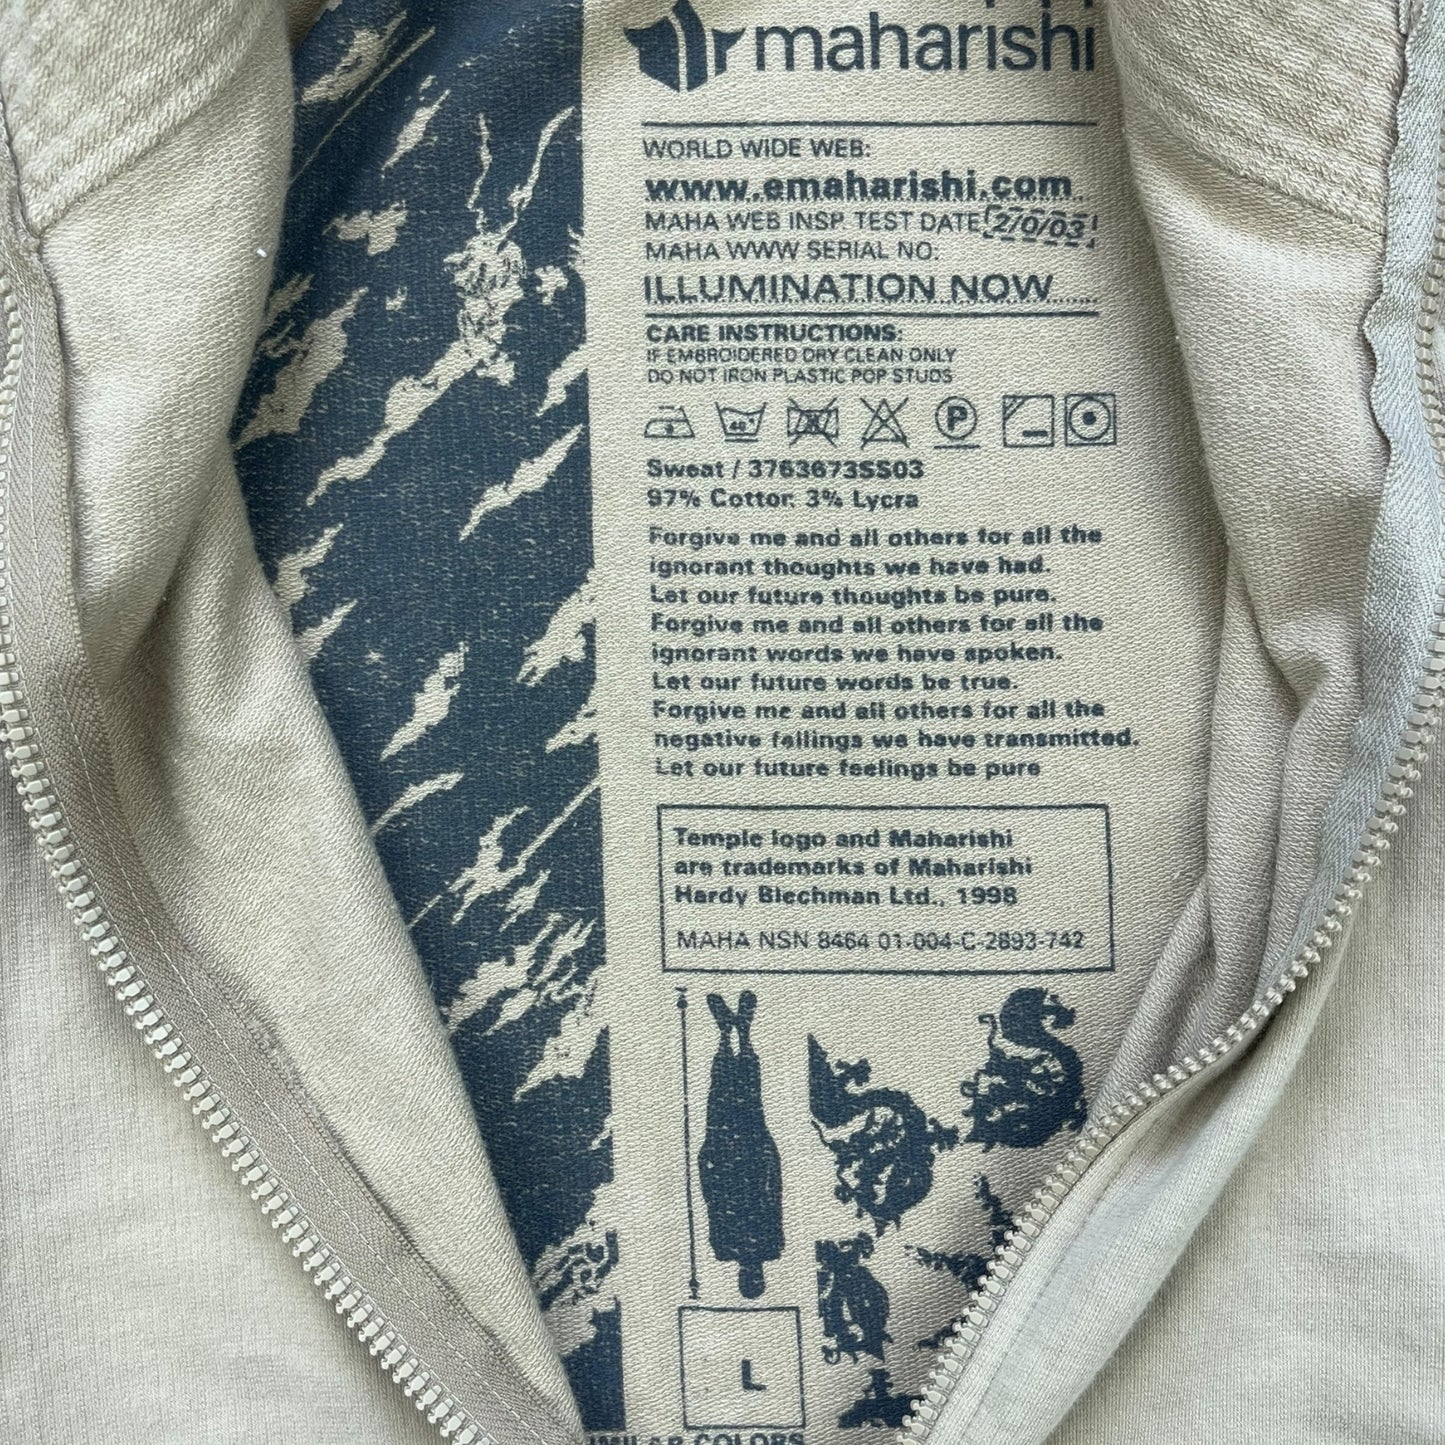 maharishi
WORLD WIDE WEB:
www.emaharishi.com
MAHA WEB INSP. TEST DATE 2/0/03
MAHA WWW SERIAL NO:
ILLUMINATION NOW
CARE INSTRUCTIONS:
IF EMBROIDERED DRY CLEAN ONLY
DO NOT IRON PLASTIC POP STUDS
40° P
Sweat / 3763673SS03
97% Cotton 3% Lycra
Forgive me and all others for all the
ignorant thoughts we have had.
Let our future thoughts be pure.
Forgive me and all others for all the
ignorant words we have spoken.
Let our future words be true.
Forgive me and all others for all the
negative fellings we have transmitted.
Let our future feelings be pure
Temple logo and Maharishi
are trademarks of Maharishi
Hardy Blechman Ltd., 1998
MAHA NSN 8464 01-004-C-2893-742
L
COLORS